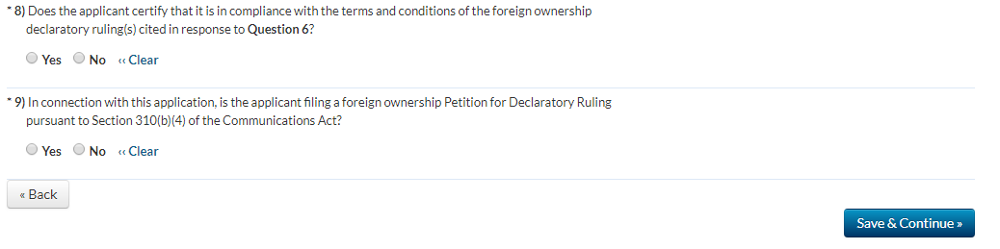 * 8) Does the applicant certify that it is in compliance with the terms and conditions of the foreign ownership
declaratory ruling(s) cited in response to Question 6?
Yes No ‹‹ Clear
* 9) In connection with this application, is the applicant filing a foreign ownership Petition for Declaratory Ruling
pursuant to Section 310(b)(4) of the Communications Act?
Yes No ‹‹ Clear
« Back
Save & Continue »